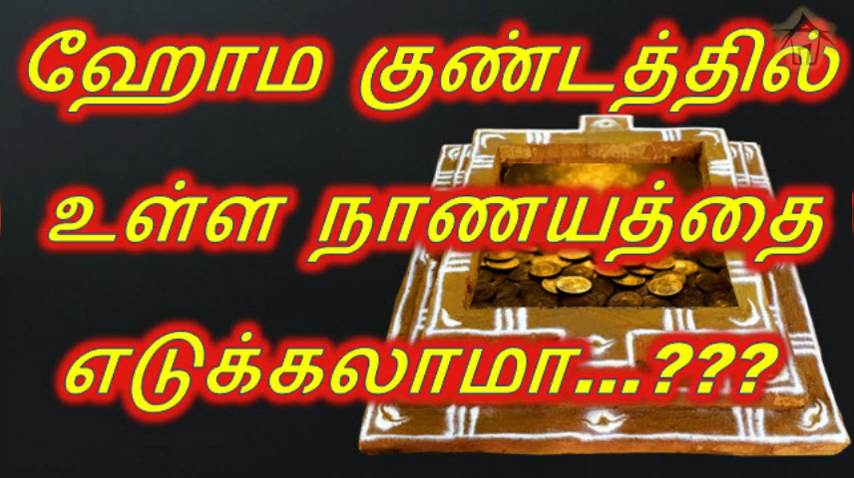 ஹோம குண்டத்தில்
உள்ள நாணயத்தை
எடுக்கலாமா...???